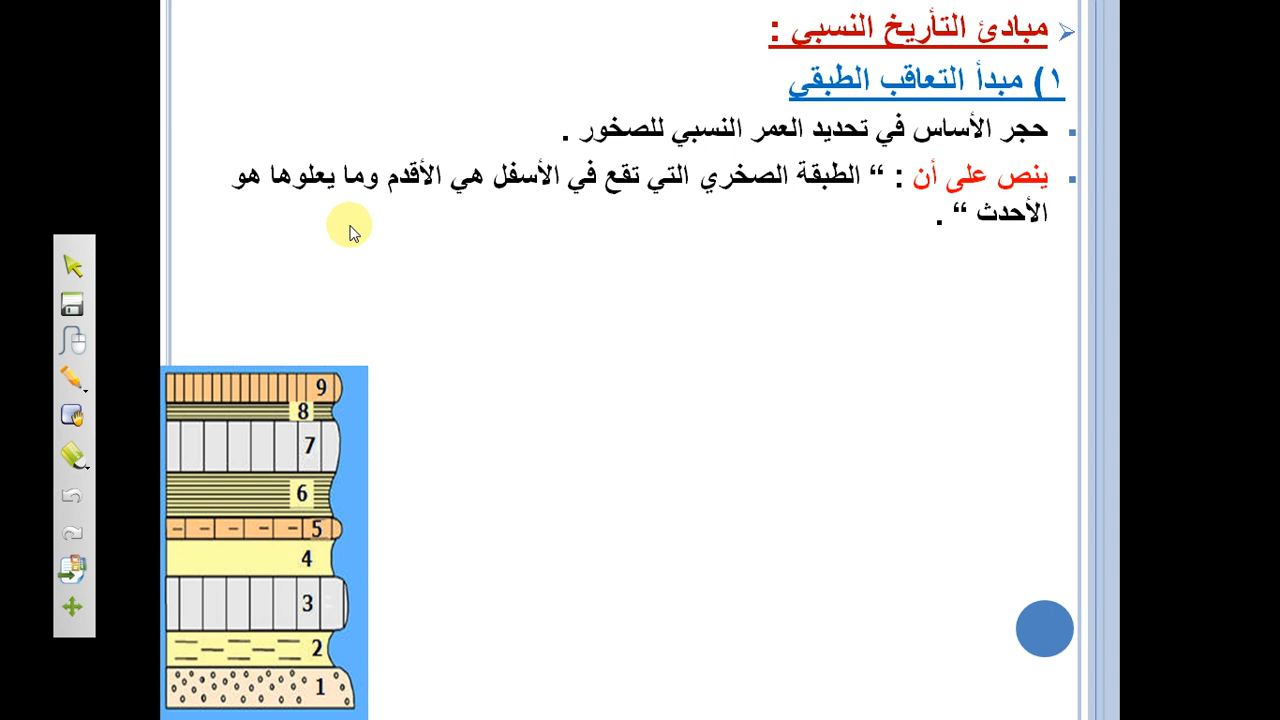 مبادئ التأريخ النسبي :
١) مبدأ التعاقب الطبقي
حجر الأساس في تحديد العمر النسبي للصخور .
ينص على أن : “ الطبقة الصخري التي تقع في الأسفل هي الأقدم وما يعلوها هو
الأحدث “ .
9
8
7
6
5
4
3
2
1